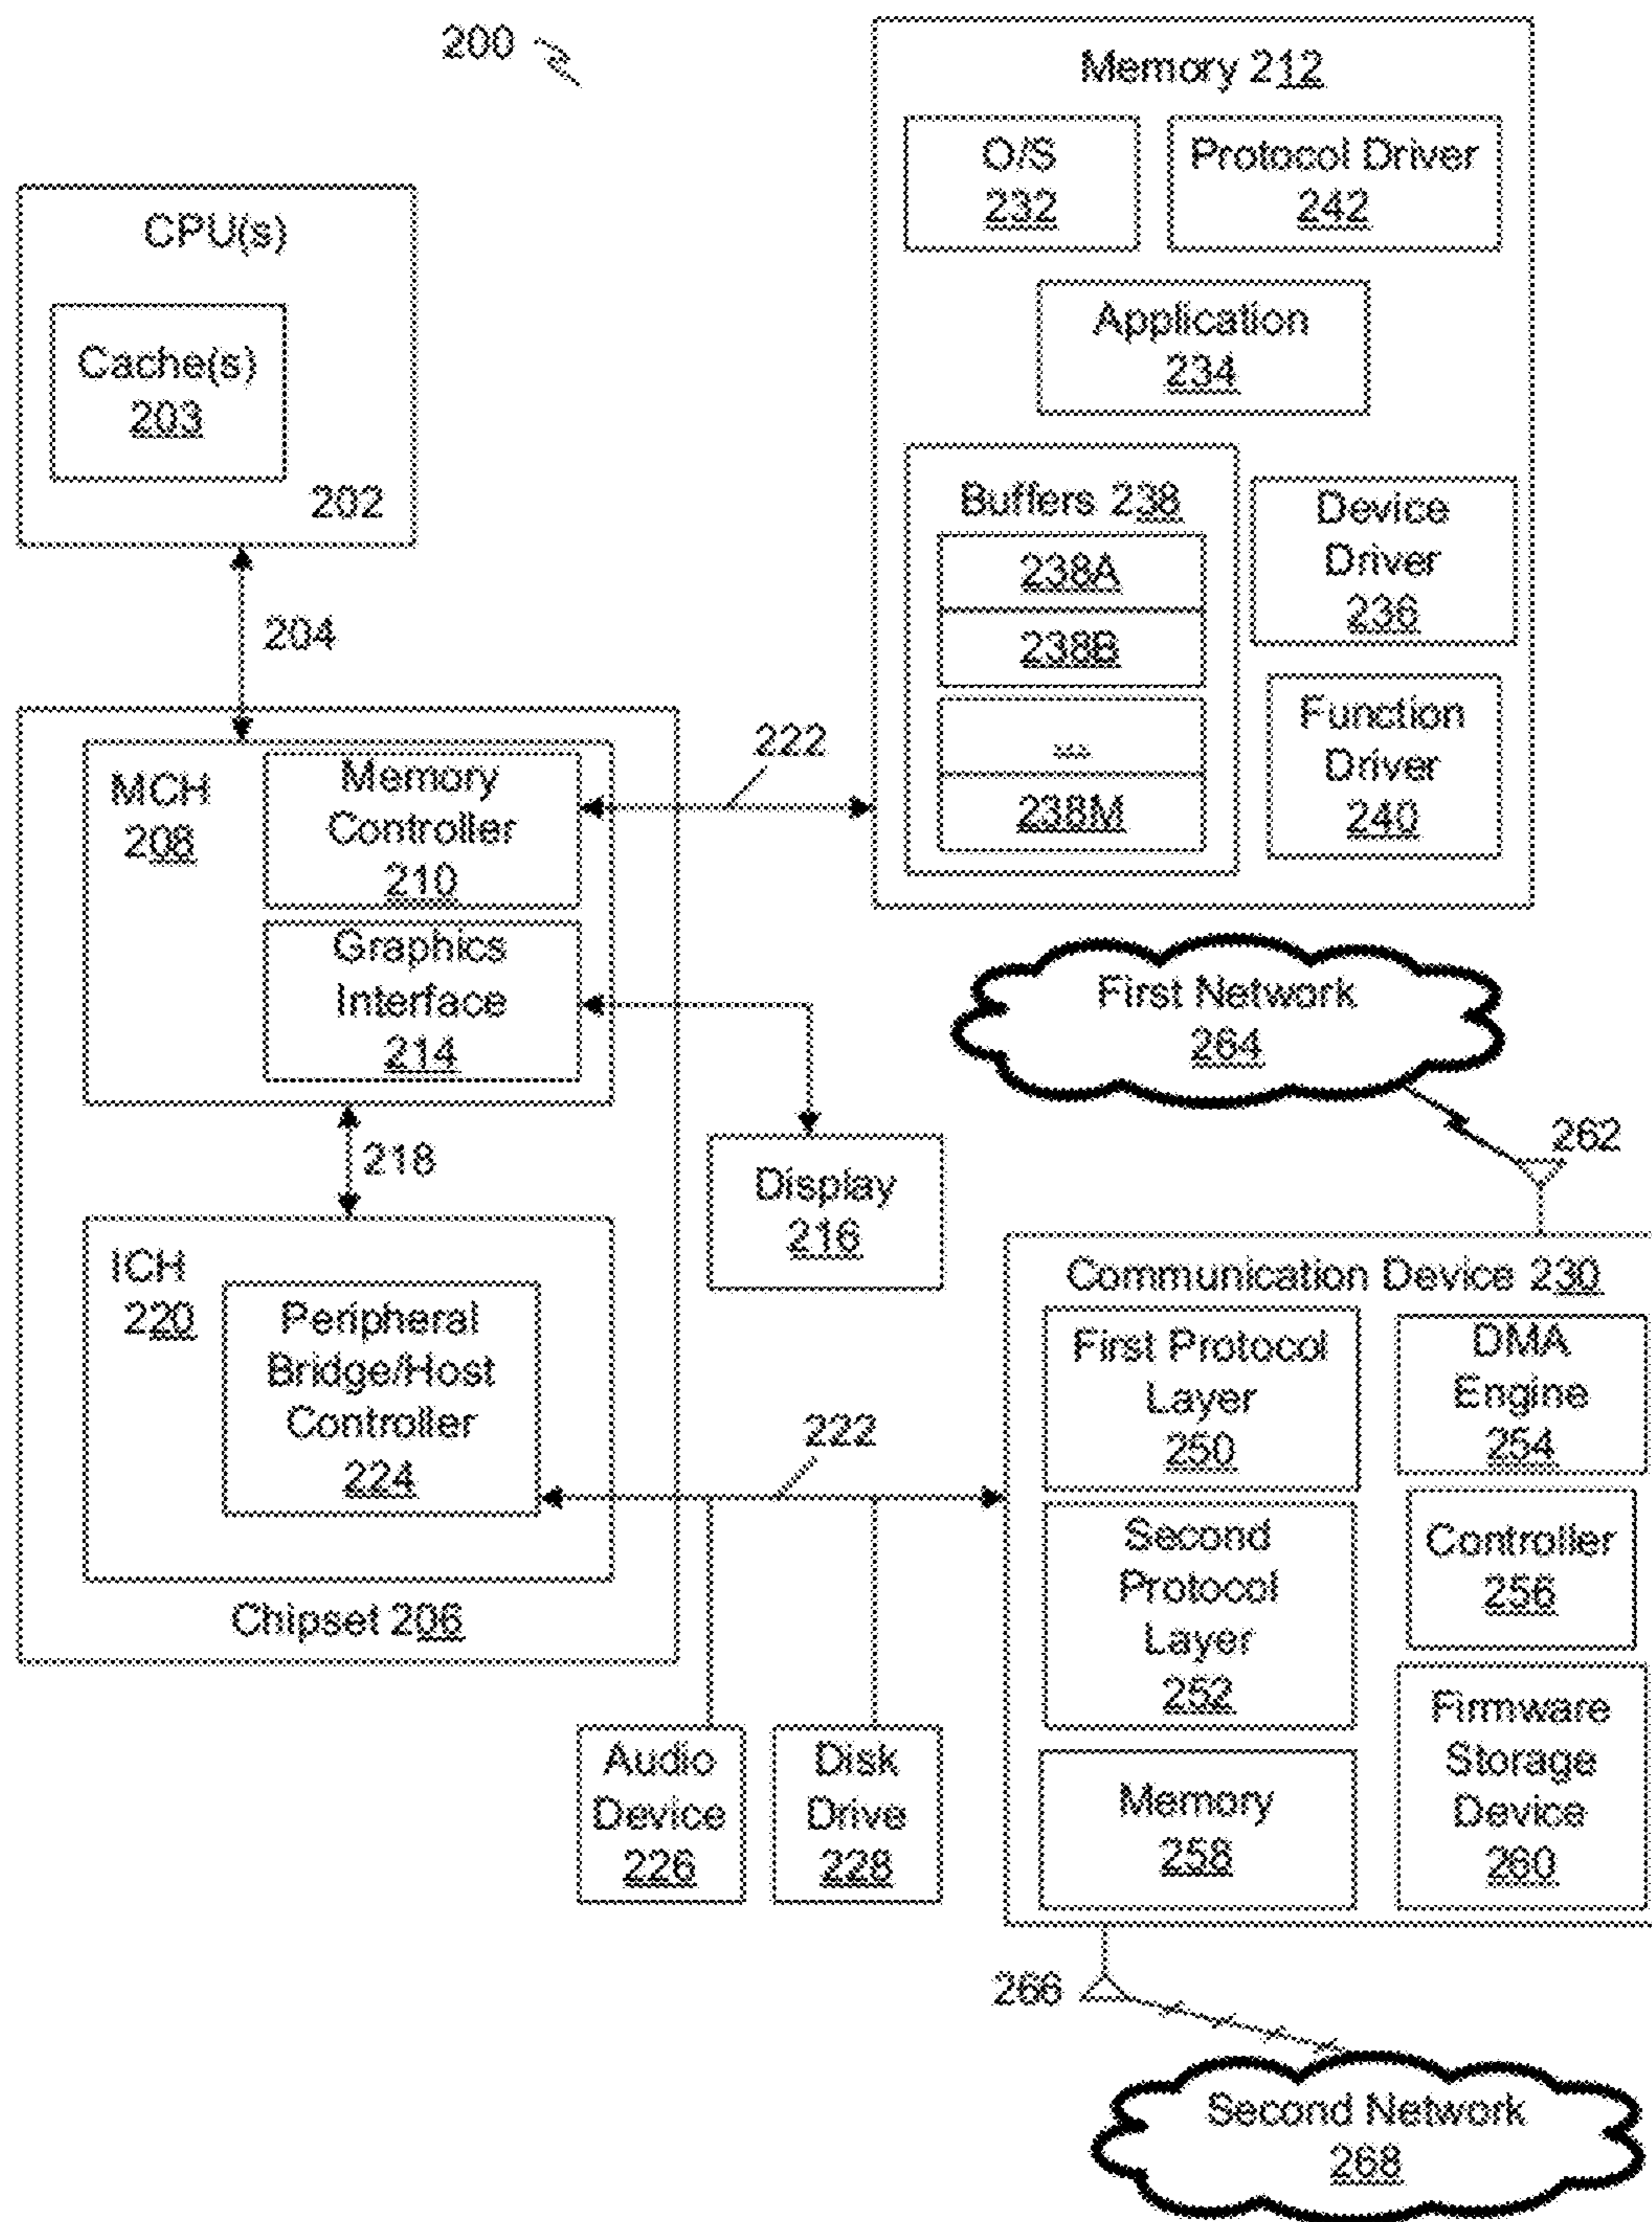 200
Memory 212
O/S
232
Protocol Driver
242
Application
234
Buffers 238
238A
238B
...
238M
Device
Driver
236
Function
Driver
240
CPU(s)
Cache(s)
203
202
204
MCH
208
Memory
Controller
210
222
Graphics
Interface
214
218
Display
216
ICH
220
Peripheral
Bridge/Host
Controller
224
222
Chipset 206
Audio
Device
226
Disk
Drive
228
First Network
264
262
Communication Device 230
First Protocol
Layer
250
DMA
Engine
254
Second
Protocol
Layer
252
Controller
256
Memory
258
Firmware
Storage
Device
260
266
Second Network
268